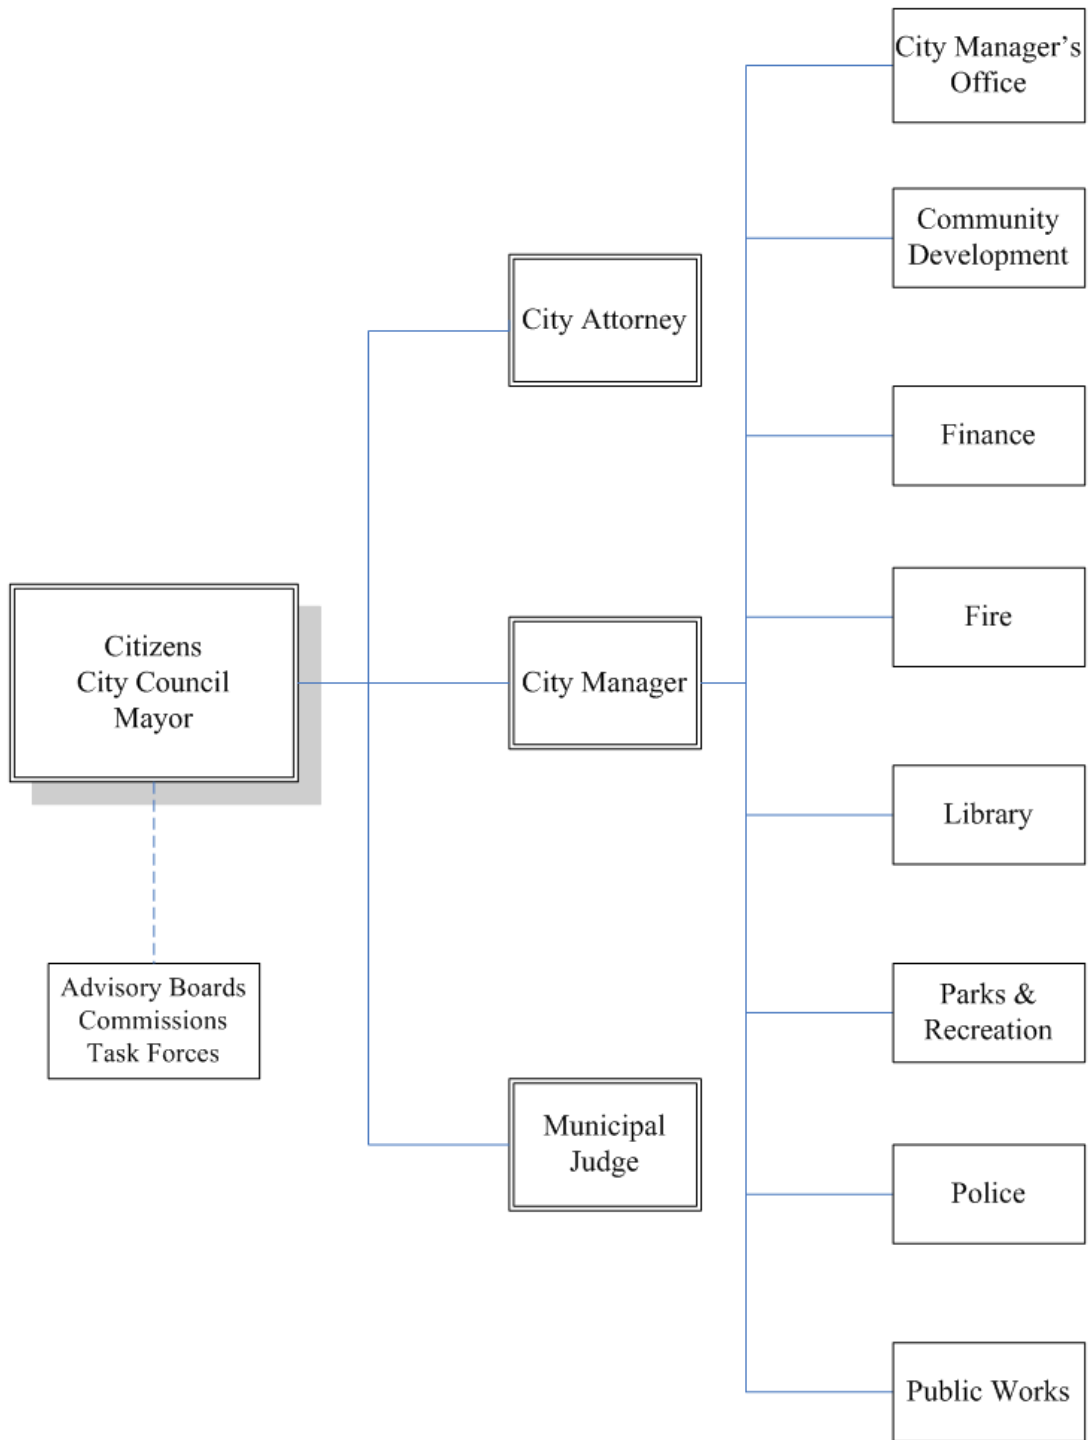 City Manager’s
Office
Community
Development
City Attorney
Finance
Fire
Citizens
City Council
Mayor
City Manager
Library
Advisory Boards
Commissions
Task Forces
Parks &
Recreation
Municipal
Judge
Police
Public Works